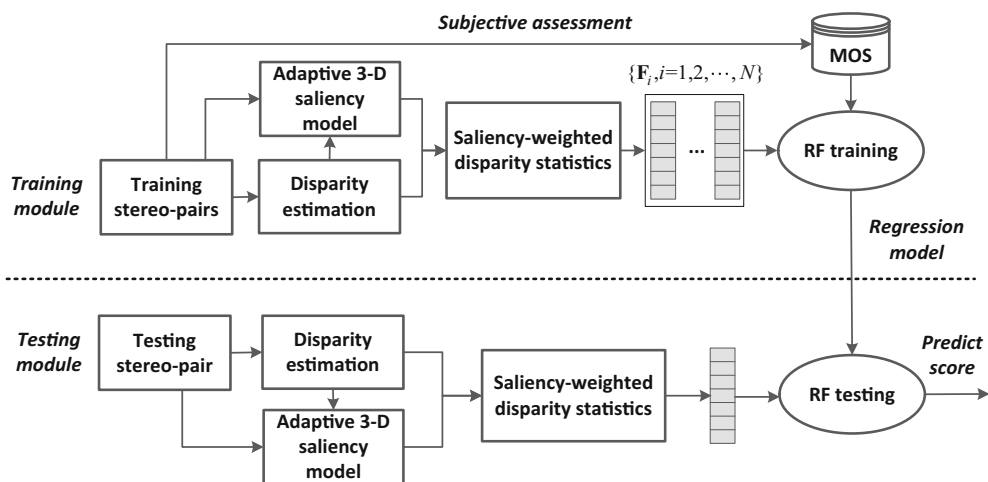 Subjective assessment
MOS
Adaptive 3-D
saliency
model
{F_i,i=1,2,⋯,N}
Saliency-weighted
disparity statistics
...
RF training
Training
module
Training
stereo-pairs
Disparity
estimation
Regression
model
Testing
module
Testing
stereo-pair
Disparity
estimation
Adaptive 3-D
saliency
model
Saliency-weighted
disparity statistics
RF testing
Predict
score